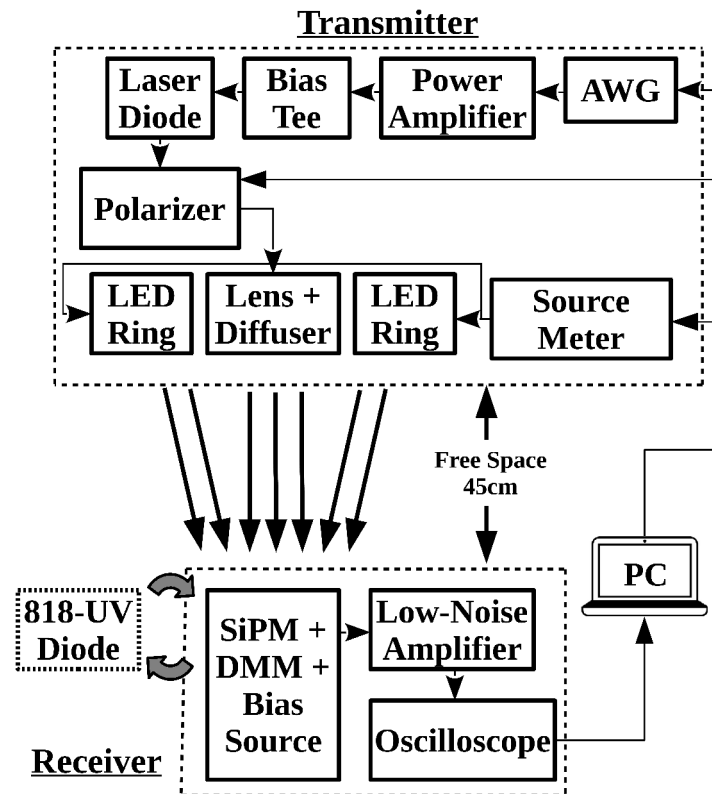 Transmitter
Laser
Diode
Bias
Tee
Power
Amplifier
AWG
Polarizer
LED
Ring
Lens +
Diffuser
LED
Ring
Source
Meter
Free Space
45cm
PC
818-UV
Diode
SiPM +
DMM +
Bias
Source
Low-Noise
Amplifier
Oscilloscope
Receiver